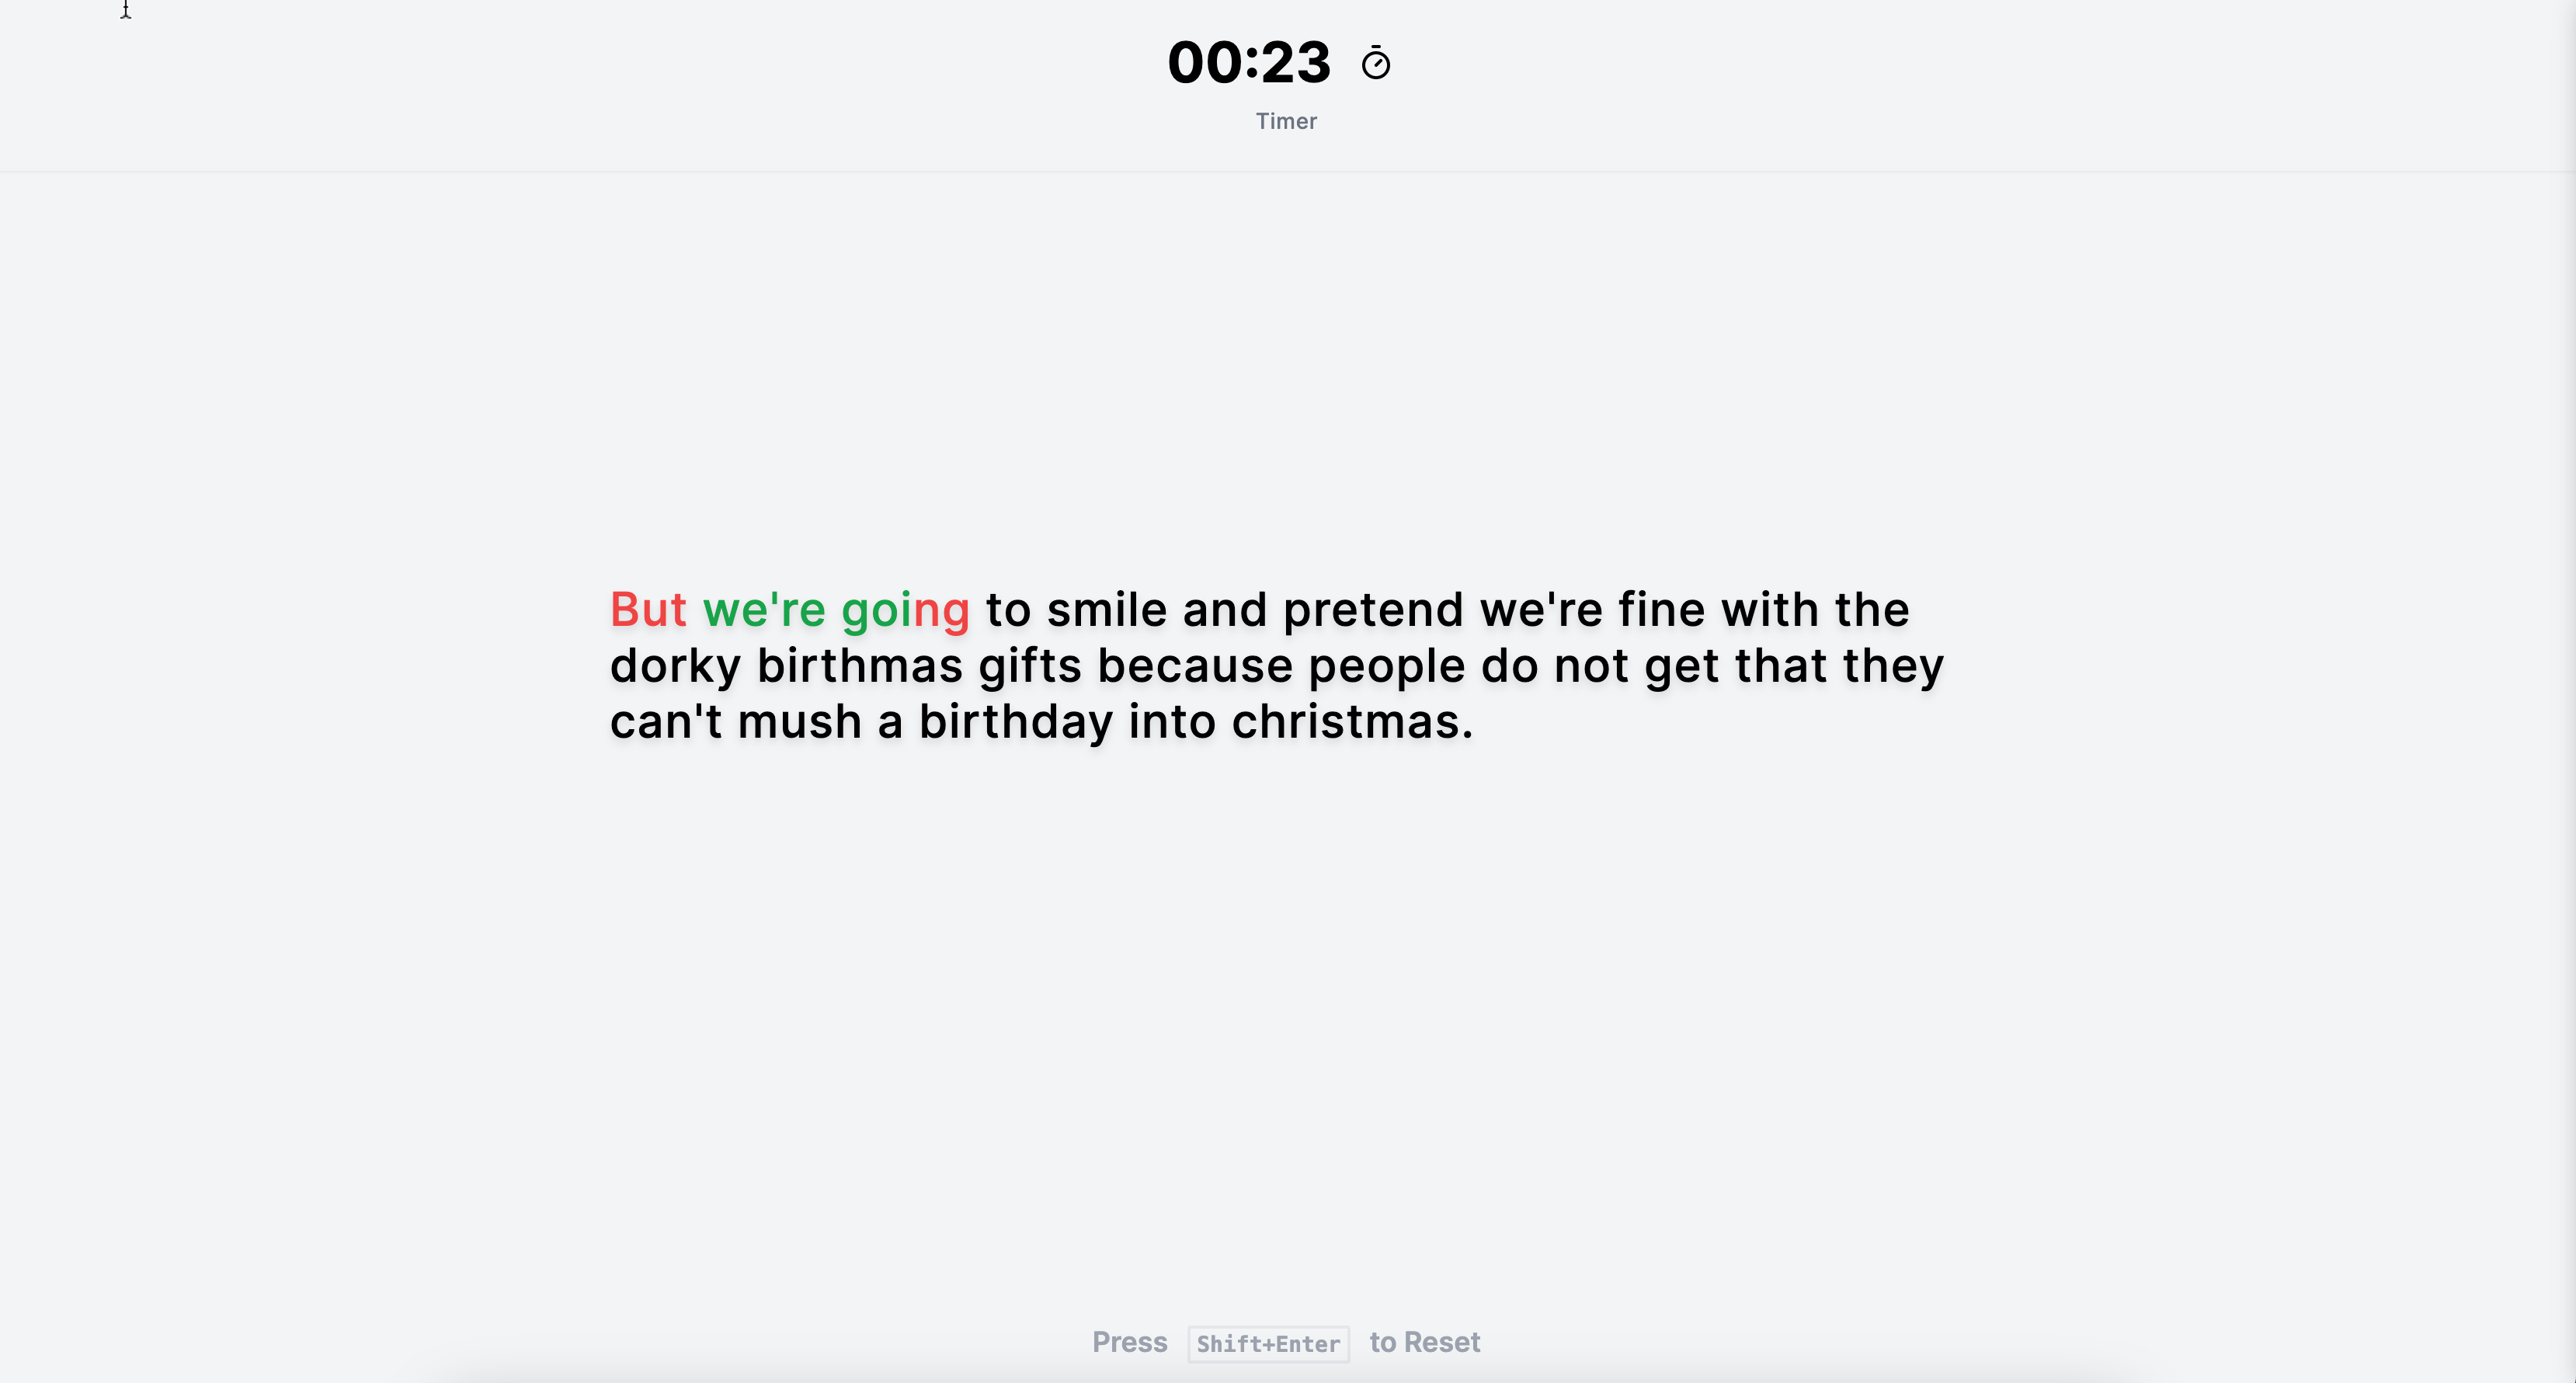 00:23
Timer
But we're going to smile and pretend we're fine with the
dorky birthmas gifts because people do not get that they
can't mush a birthday into christmas.
Press Shift+Enter to Reset